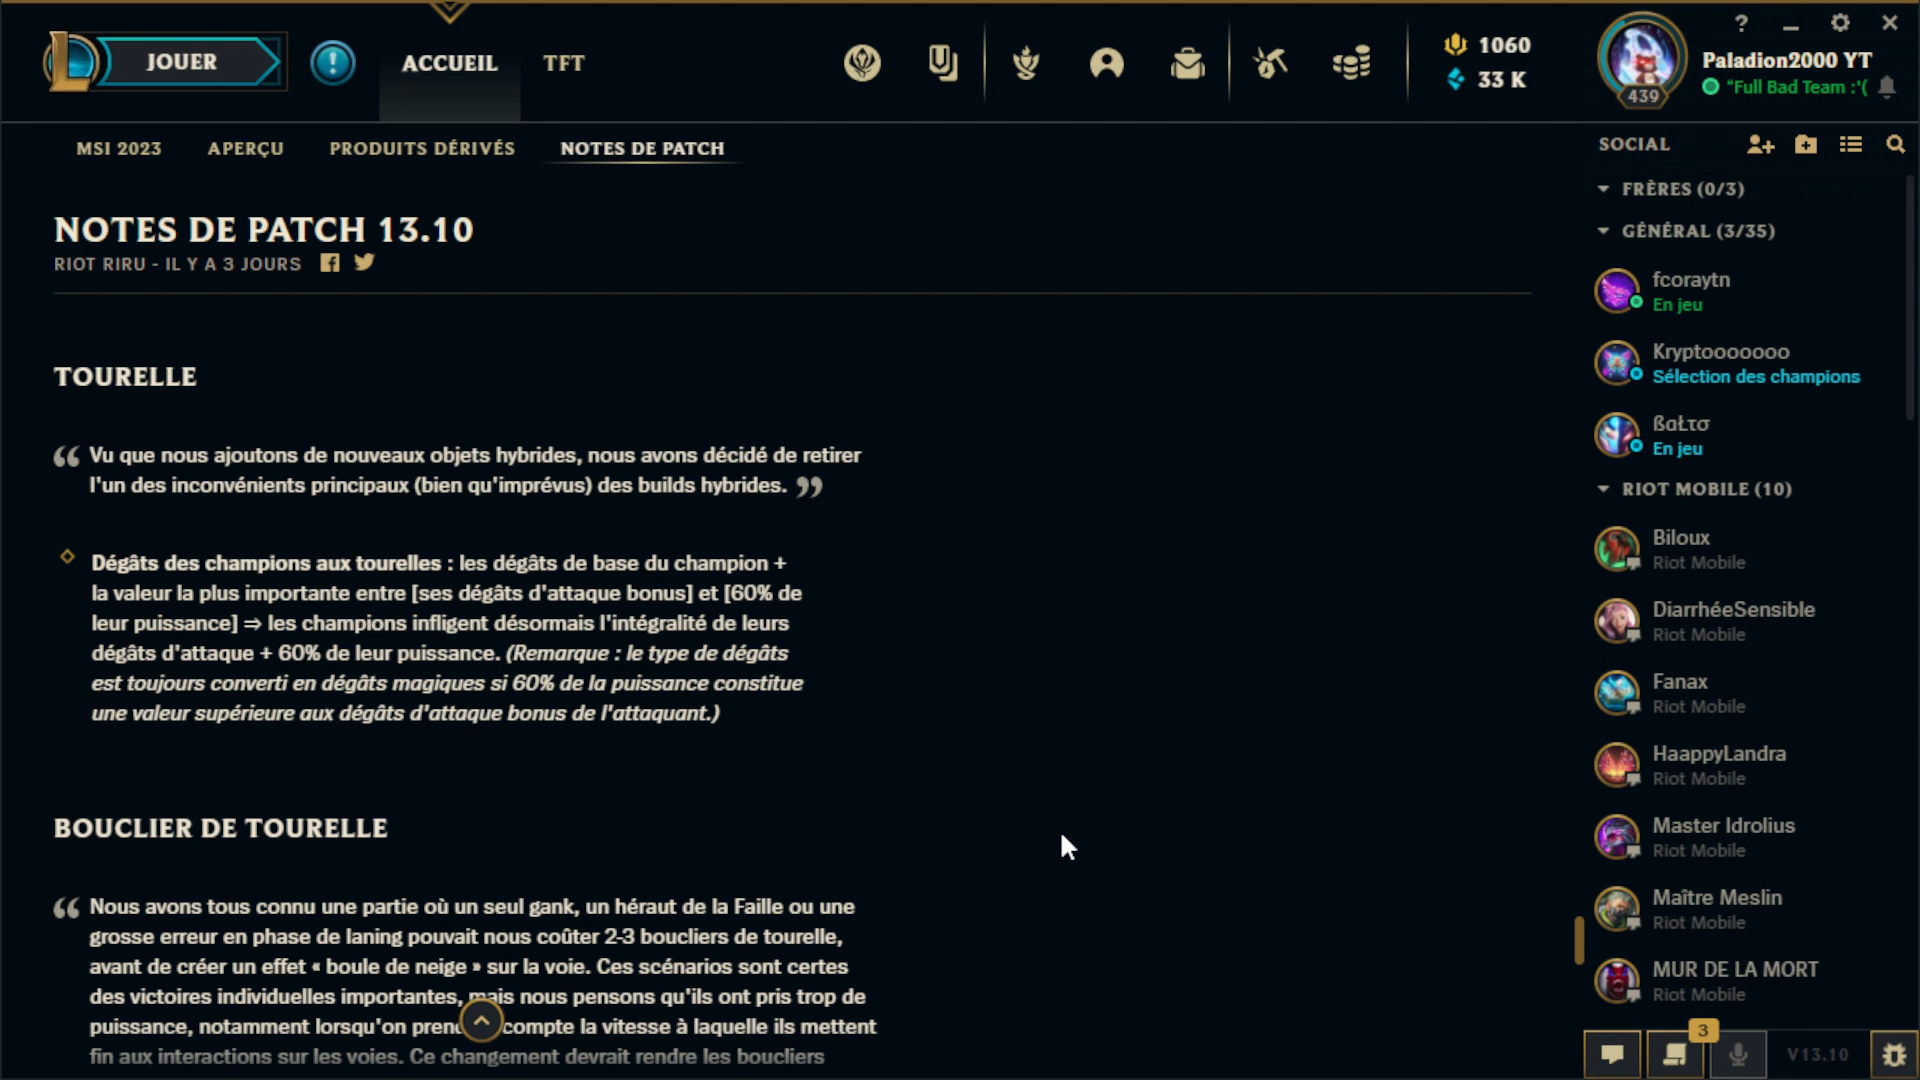 JOUER
ACCUEIL
TFT
1060
33 K
439
?
Paladion2000 YT
"Full Bad Team :'(
MSI 2023
APERÇU
PRODUITS DÉRIVÉS
NOTES DE PATCH
NOTES DE PATCH 13.10
RIOT RIRU - IL Y A 3 JOURS
TOURELLE
“ Vu que nous ajoutons de nouveaux objets hybrides, nous avons décidé de retirer
l'un des inconvénients principaux (bien qu'imprévus) des builds hybrides. ”
Dégâts des champions aux tourelles : les dégâts de base du champion +
la valeur la plus importante entre [ses dégâts d'attaque bonus] et [60% de
leur puissance] ⇒ les champions infligent désormais l'intégralité de leurs
dégâts d'attaque + 60% de leur puissance. (Remarque : le type de dégâts
est toujours converti en dégâts magiques si 60% de la puissance constitue
une valeur supérieure aux dégâts d'attaque bonus de l'attaquant.)
BOUCLIER DE TOURELLE
“ Nous avons tous connu une partie où un seul gank, un héraut de la Faille ou une
grosse erreur en phase de laning pouvait nous coûter 2-3 boucliers de tourelle,
avant de créer un effet « boule de neige » sur la voie. Ces scénarios sont certes
des victoires individuelles importantes, mais nous pensons qu'ils ont pris trop de
puissance, notamment lorsqu'on prend compte la vitesse à laquelle ils mettent
fin aux interactions sur les voies. Ce changement devrait rendre les boucliers
SOCIAL
FRÈRES (0/3)
GÉNÉRAL (3/35)
fcoraytn
En jeu
Kryptooooooo
Sélection des champions
ßαŁτσ
En jeu
RIOT MOBILE (10)
Biloux
Riot Mobile
DiarrhéeSensible
Riot Mobile
Fanax
Riot Mobile
HaappyLandra
Riot Mobile
Master Idrolius
Riot Mobile
Maître Meslin
Riot Mobile
MUR DE LA MORT
Riot Mobile
3
V13.10